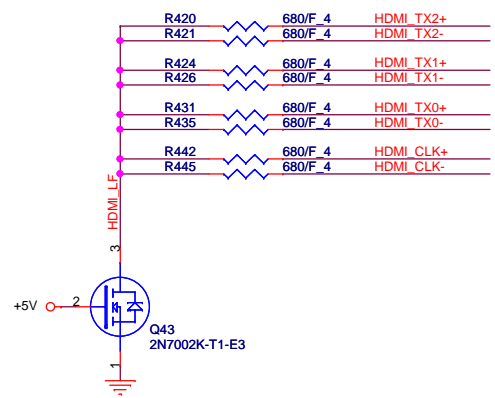 R420 680/F_4 HDMI_TX2+
R421 680/F_4 HDMI_TX2-
R424 680/F_4 HDMI_TX1+
R426 680/F_4 HDMI_TX1-
R431 680/F_4 HDMI_TX0+
R435 680/F_4 HDMI_TX0-
R442 680/F_4 HDMI_CLK+
R445 680/F_4 HDMI_CLK-
HDMI_LF
3
+5V 2
Q43
2N7002K-T1-E3
1